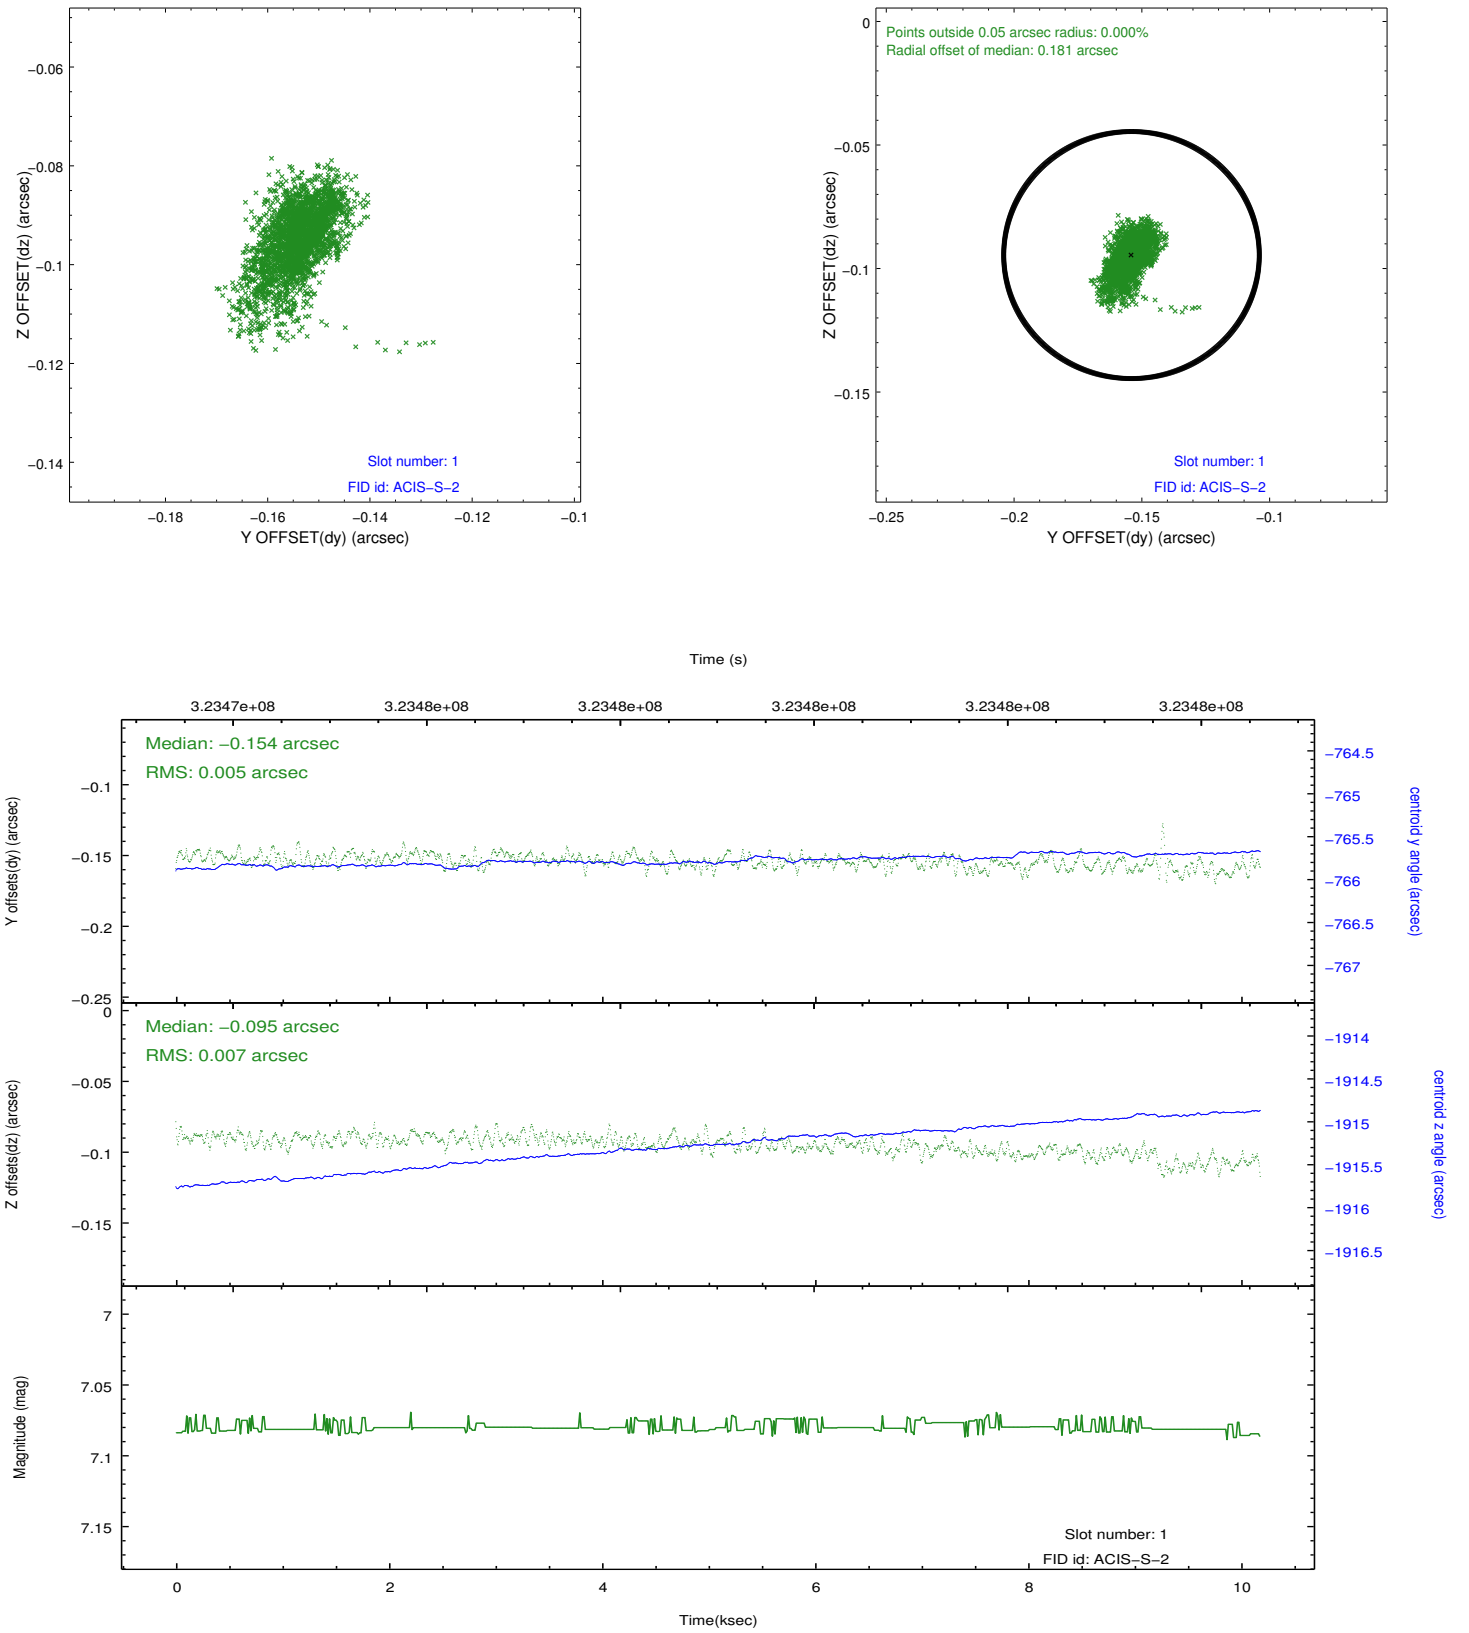 −0.06
−0.08
−0.1
−0.12
−0.14
Z OFFSET(dz) (arcsec)
Slot number: 1
FID id: ACIS−S−2
−0.18
−0.16
−0.14
−0.12
−0.1
Y OFFSET(dy) (arcsec)
Points outside 0.05 arcsec radius: 0.000%
Radial offset of median: 0.181 arcsec
0
−0.05
−0.1
−0.15
Z OFFSET(dz) (arcsec)
Slot number: 1
FID id: ACIS−S−2
−0.25
−0.2
−0.15
−0.1
Y OFFSET(dy) (arcsec)
Time (s)
3.2347e+08
3.2348e+08
3.2348e+08
3.2348e+08
3.2348e+08
3.2348e+08
Median: −0.154 arcsec
RMS: 0.005 arcsec
−0.1
−0.15
−0.2
−0.25
Y offsets(dy) (arcsec)
−764.5
−765
−765.5
−766
−766.5
−767
centroid y angle (arcsec)
Median: −0.095 arcsec
RMS: 0.007 arcsec
0
−0.05
−0.1
−0.15
Z offsets(dz) (arcsec)
−1914
−1914.5
−1915
−1915.5
−1916
−1916.5
centroid z angle (arcsec)
7
7.05
7.1
7.15
Magnitude (mag)
Slot number: 1
FID id: ACIS−S−2
0
2
4
6
8
10
Time(ksec)